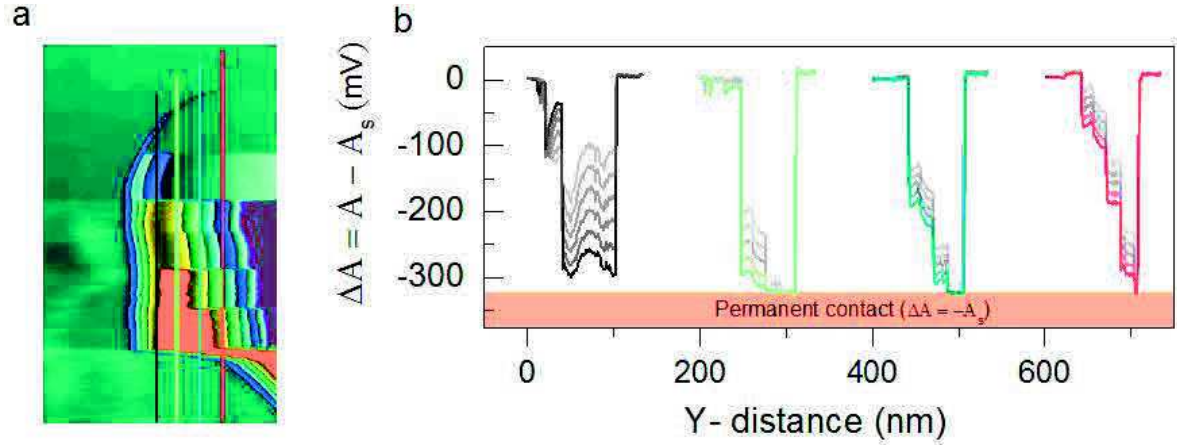 a
b
ΔA = A − Aₛ (mV)
0
-100
-200
-300
Permanent contact (ΔA = −Aₛ)
0
200
400
600
Y- distance (nm)